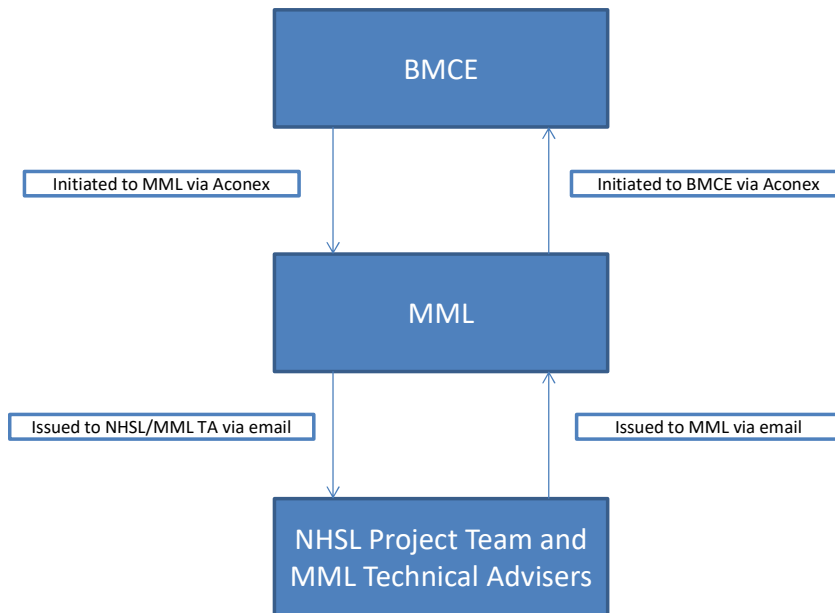 BMCE
Initiated to MML via Aconex
Initiated to BMCE via Aconex
MML
Issued to NHSL/MML TA via email
Issued to MML via email
NHSL Project Team and
MML Technical Advisers